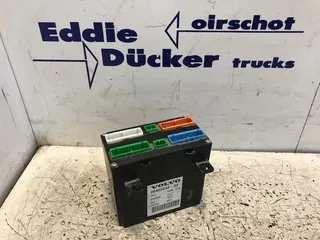 Eddie
oirschot
Dücker
trucks
VOLVO